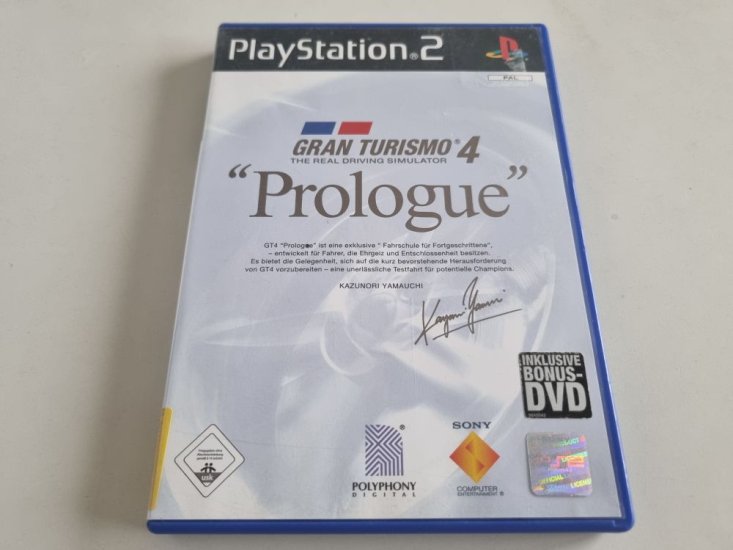 PlayStation®2
PAL
GRAN TURISMO®4
THE REAL DRIVING SIMULATOR
“Prologue”
GT4 "Prologue" ist eine exklusive " Fahrschule für Fortgeschrittene",
– entwickelt für Fahrer, die Ehrgeiz und Entschlossenheit besitzen.
Es bietet die Gelegenheit, sich auf die kurz bevorstehende Herausforderung
von GT4 vorzubereiten – eine unerlässliche Testfahrt für potentielle Champions.
KAZUNORI YAMAUCHI
INKLUSIVE
BONUS-
DVD
usk
POLYPHONY
DIGITAL
SONY
COMPUTER
ENTERTAINMENT ®
PS2
OFFICIAL